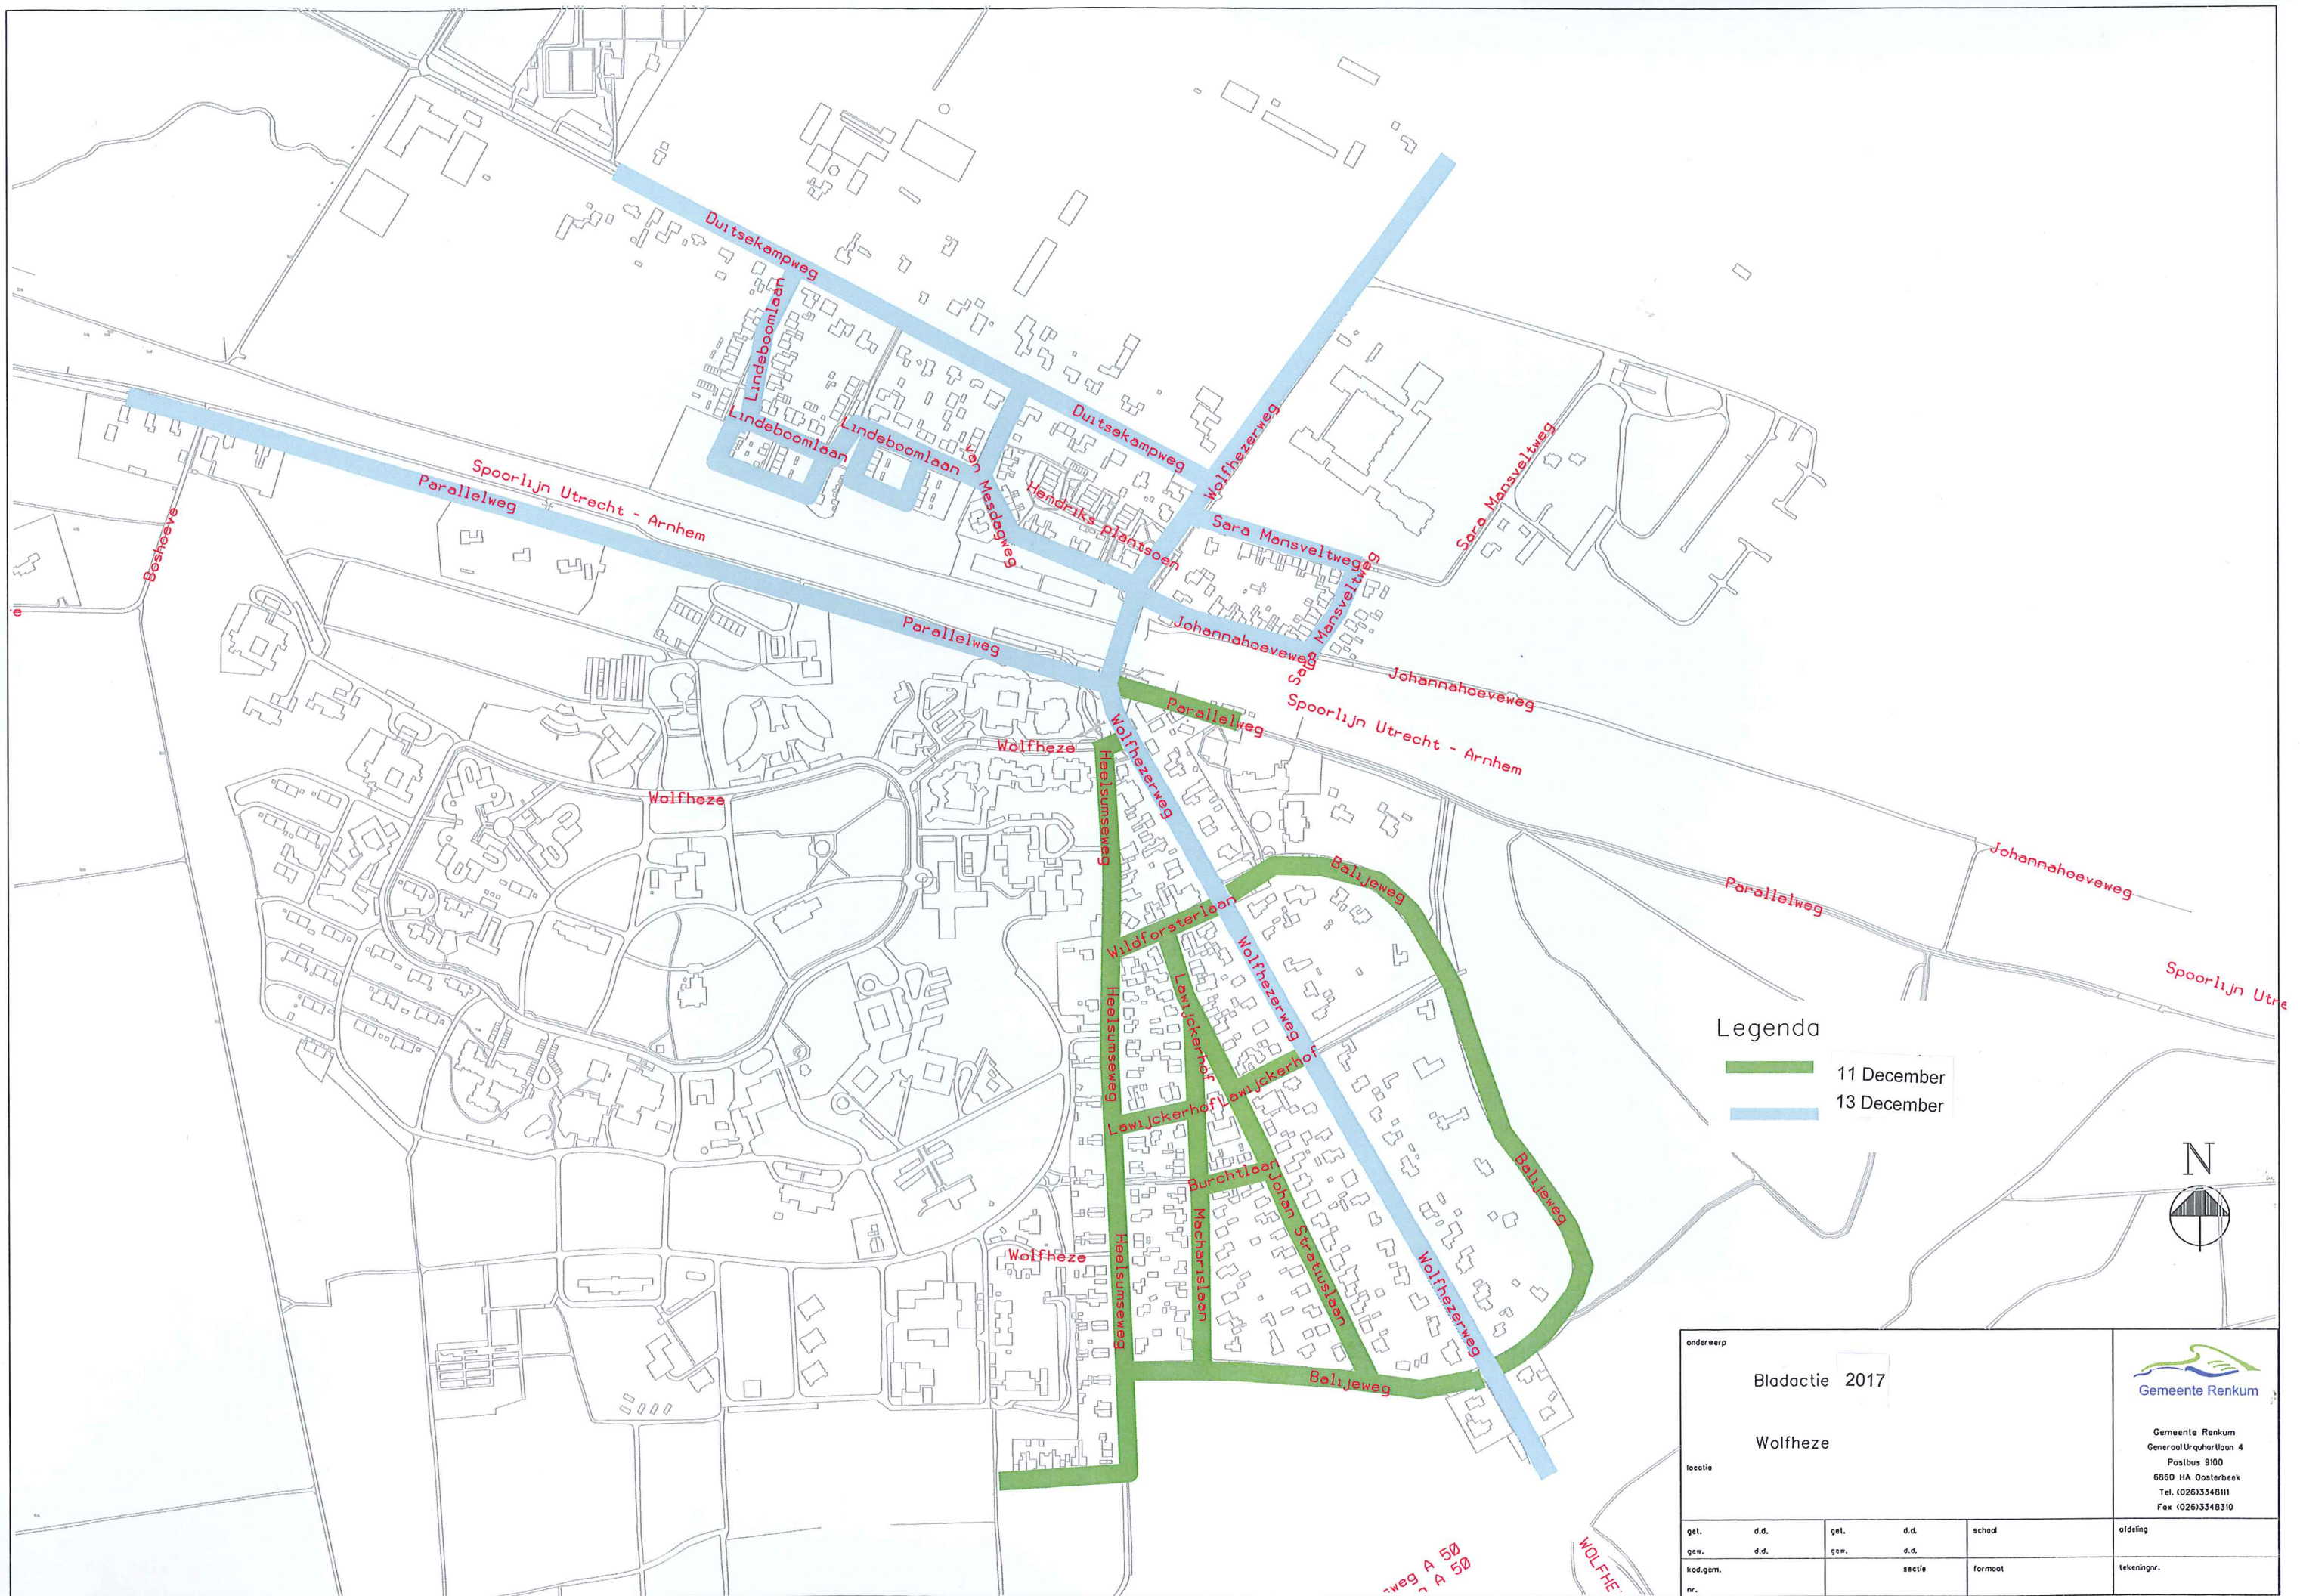 Duitsekampweg
Lindeboomlaan
Lindeboomlaan
Lindeboomlaan
Duitsekampweg
Wolfhezerweg
van Mesdagweg
Hemdriks plantsoen
Sara Mansveltweg
Sara Mansveltweg
Sara Mansveltweg
Spoorlijn Utrecht - Arnhem
Parallelweg
Boshoeve
e
Parallelweg
Johannahoeveweg
Johannahoeveweg
Spoorlijn Utrecht - Arnhem
Parallelweg
Wolfheze
Wolfhezerweg
Heelsumseweg
Wolfheze
Balijeweg
Johannahoeveweg
Parallelweg
Spoorlijn Utre
Wildforsterlaan
Wolfhezerweg
Lawijckerhof
Heelsumseweg
Lawijckerhof
Lawijckerhof
Burchtlaan
Johan Stratiuslaan
Macharislaan
Balijeweg
Wolfheze
Heelsumseweg
Wolfhezerweg
Balijeweg
Legenda
11 December
13 December
N
onderwerp
Bladactie 2017
Wolfheze
locatie
Gemeente Renkum
Gemeente Renkum
Generaal Urquhartlaan 4
Postbus 9100
6860 HA Oosterbeek
Tel. (026)3348111
Fax (026)3348310
get. d.d. get. d.d. schaal afdeling
gew. d.d. gew. d.d.
kad.gem. sectie formaat tekeningnr.
nr.
sweg A 50
A 50
WOLFHE